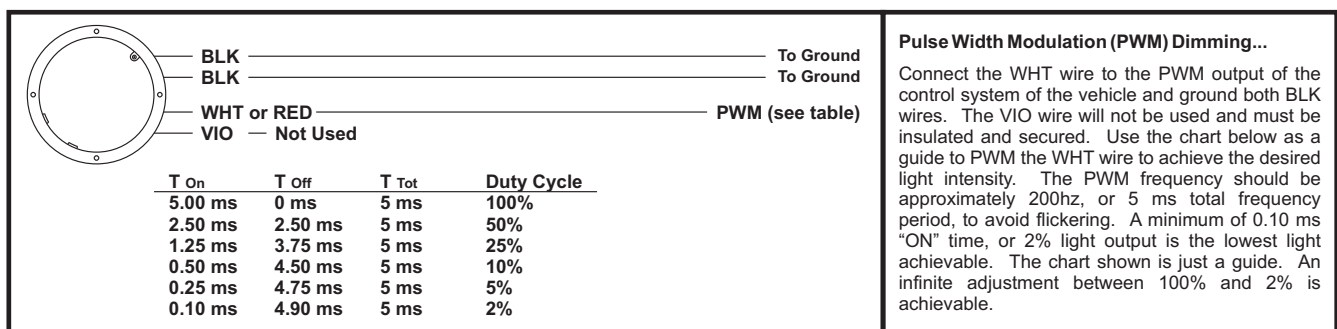 BLK To Ground
BLK To Ground
WHT or RED PWM (see table)
VIO Not Used
T On T Off T Tot Duty Cycle
5.00 ms 0 ms 5 ms 100%
2.50 ms 2.50 ms 5 ms 50%
1.25 ms 3.75 ms 5 ms 25%
0.50 ms 4.50 ms 5 ms 10%
0.25 ms 4.75 ms 5 ms 5%
0.10 ms 4.90 ms 5 ms 2%
Pulse Width Modulation (PWM) Dimming...
Connect the WHT wire to the PWM output of the
control system of the vehicle and ground both BLK
wires. The VIO wire will not be used and must be
insulated and secured. Use the chart below as a
guide to PWM the WHT wire to achieve the desired
light intensity. The PWM frequency should be
approximately 200hz, or 5 ms total frequency
period, to avoid flickering. A minimum of 0.10 ms
“ON” time, or 2% light output is the lowest light
achievable. The chart shown is just a guide. An
infinite adjustment between 100% and 2% is
achievable.